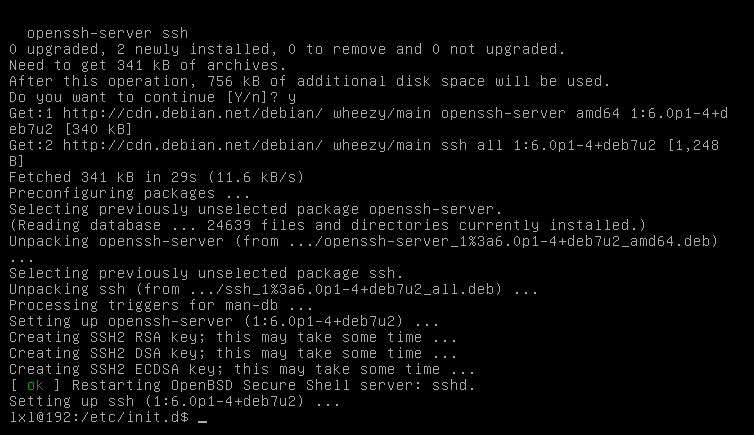 openssh-server ssh
0 upgraded, 2 newly installed, 0 to remove and 0 not upgraded.
Need to get 341 kB of archives.
After this operation, 756 kB of additional disk space will be used.
Do you want to continue [Y/n]? y
Get:1 http://cdn.debian.net/debian/ wheezy/main openssh-server amd64 1:6.0p1-4+d
eb7u2 [340 kB]
Get:2 http://cdn.debian.net/debian/ wheezy/main ssh all 1:6.0p1-4+deb7u2 [1,248
B]
Fetched 341 kB in 29s (11.6 kB/s)
Preconfiguring packages ...
Selecting previously unselected package openssh-server.
(Reading database ... 24639 files and directories currently installed.)
Unpacking openssh-server (from .../openssh-server_1%3a6.0p1-4+deb7u2_amd64.deb)
...
Selecting previously unselected package ssh.
Unpacking ssh (from .../ssh_1%3a6.0p1-4+deb7u2_all.deb) ...
Processing triggers for man-db ...
Setting up openssh-server (1:6.0p1-4+deb7u2) ...
Creating SSH2 RSA key; this may take some time ...
Creating SSH2 DSA key; this may take some time ...
Creating SSH2 ECDSA key; this may take some time ...
[ ok ] Restarting OpenBSD Secure Shell server: sshd.
Setting up ssh (1:6.0p1-4+deb7u2) ...
lxl@192:/etc/init.d$ _